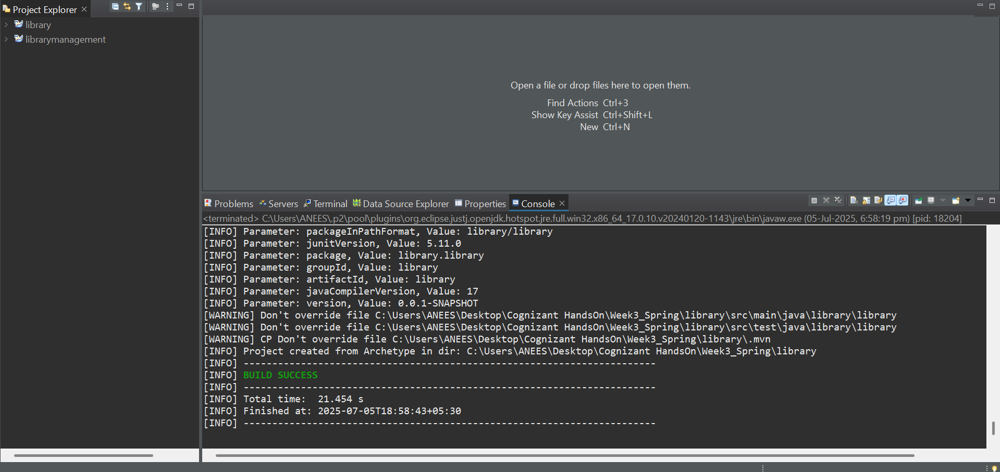 Project Explorer
library
librarymanagement
Open a file or drop files here to open them.
Find Actions Ctrl+3
Show Key Assist Ctrl+Shift+L
New Ctrl+N
Problems Servers Terminal Data Source Explorer Properties Console
<terminated> C:\Users\ANEES\.p2\pool\plugins\org.eclipse.justj.openjdk.hotspot.jre.full.win32.x86_64_17.0.10.v20240120-1143\jre\bin\javaw.exe (05-Jul-2025, 6:58:19 pm) [pid: 18204]
[INFO] Parameter: packageInPathFormat, Value: library/library
[INFO] Parameter: junitVersion, Value: 5.11.0
[INFO] Parameter: package, Value: library.library
[INFO] Parameter: groupId, Value: library
[INFO] Parameter: artifactId, Value: library
[INFO] Parameter: javaCompilerVersion, Value: 17
[INFO] Parameter: version, Value: 0.0.1-SNAPSHOT
[WARNING] Don't override file C:\Users\ANEES\Desktop\Cognizant HandsOn\Week3_Spring\library\src\main\java\library\library
[WARNING] Don't override file C:\Users\ANEES\Desktop\Cognizant HandsOn\Week3_Spring\library\src\test\java\library\library
[WARNING] CP Don't override file C:\Users\ANEES\Desktop\Cognizant HandsOn\Week3_Spring\library\.mvn
[INFO] Project created from Archetype in dir: C:\Users\ANEES\Desktop\Cognizant HandsOn\Week3_Spring\library
[INFO] ------------------------------------------------------------------------
[INFO] BUILD SUCCESS
[INFO] ------------------------------------------------------------------------
[INFO] Total time:  21.454 s
[INFO] Finished at: 2025-07-05T18:58:43+05:30
[INFO] ------------------------------------------------------------------------